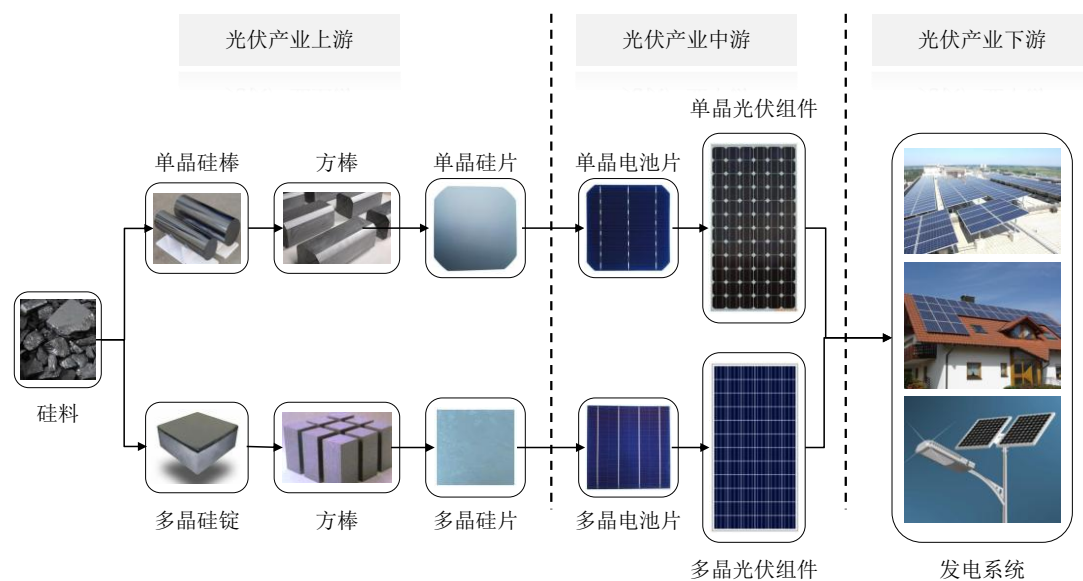 光伏产业上游
光伏产业中游
光伏产业下游
单晶光伏组件
单晶硅棒
方棒
单晶硅片
单晶电池片
硅料
多晶硅锭
方棒
多晶硅片
多晶电池片
多晶光伏组件
发电系统